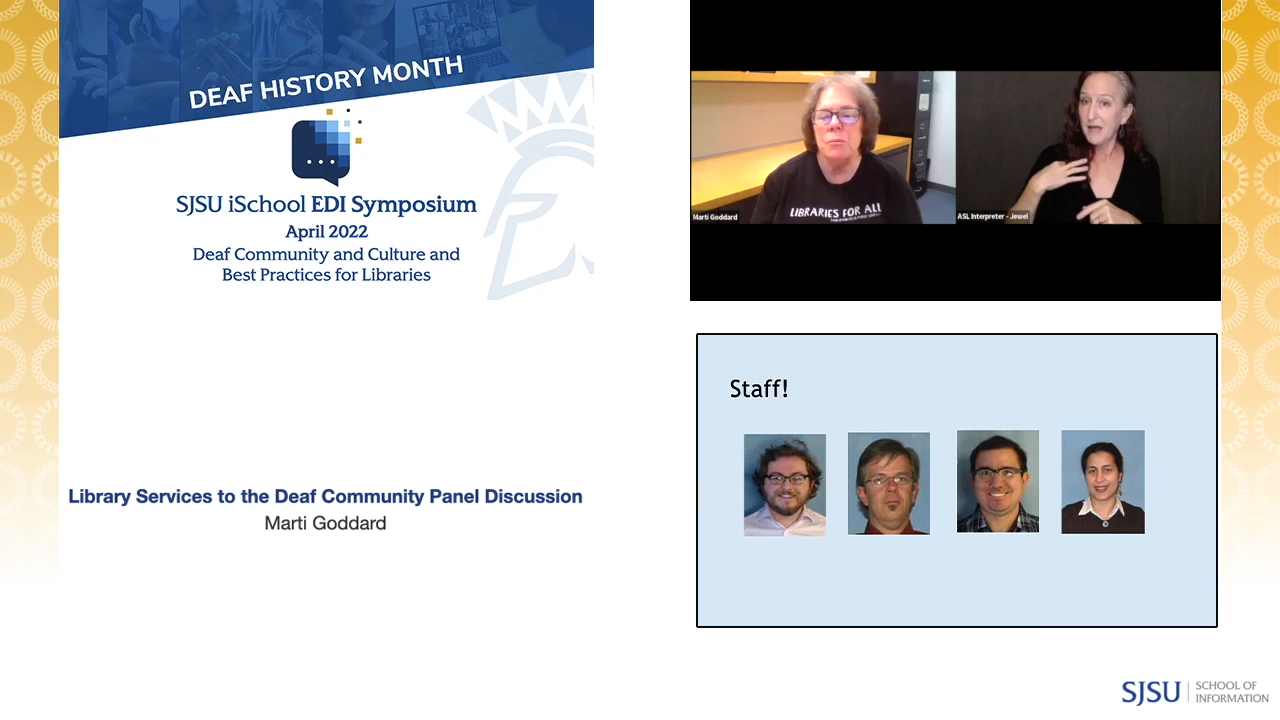 DEAF HISTORY MONTH
SJSU iSchool EDI Symposium
April 2022
Deaf Community and Culture and
Best Practices for Libraries
Library Services to the Deaf Community Panel Discussion
Marti Goddard
LIBRARIES FOR ALL
Marti Goddard
ASL Interpreter - Jewel
Staff!
SJSU SCHOOL OF
INFORMATION